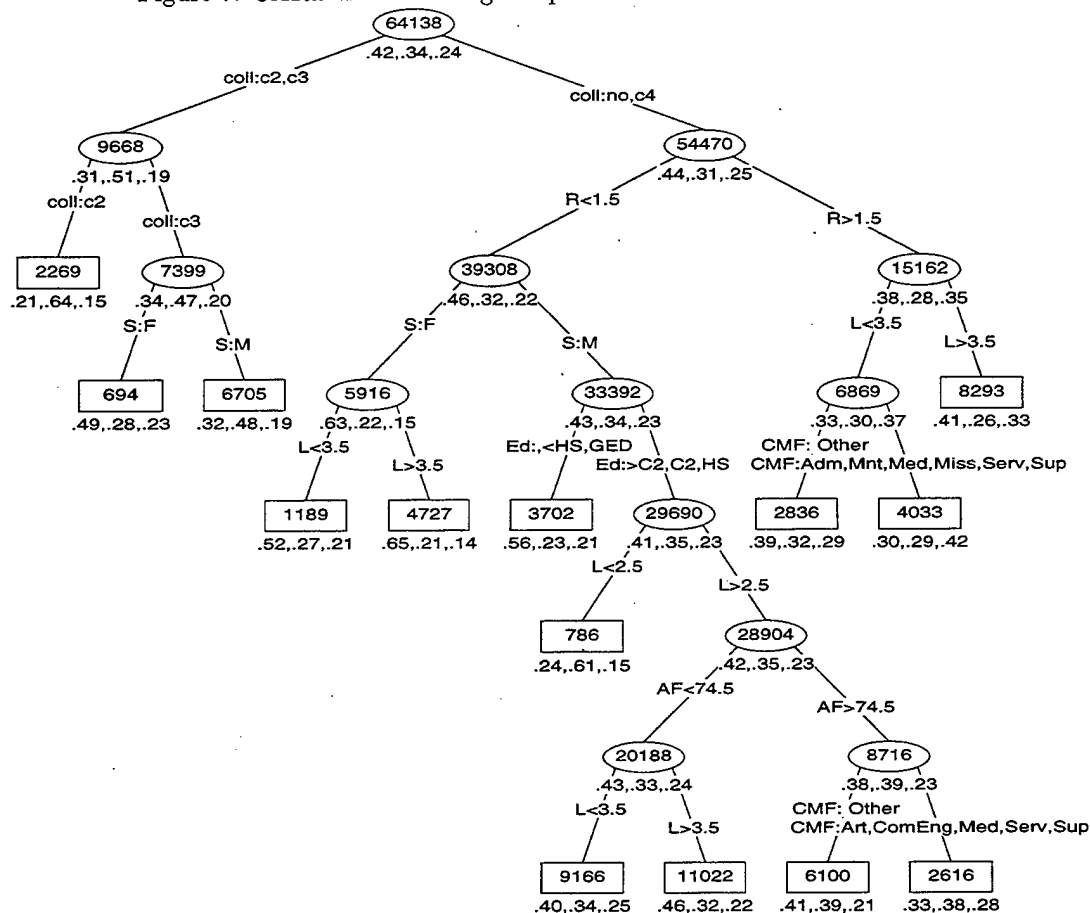 64138
.42,.34,.24
coll:c2,c3
coll:no,c4
9668
.31,.51,.19
54470
.44,.31,.25
coll:c2
coll:c3
R<1.5
R>1.5
2269
.21,.64,.15
7399
.34,.47,.20
39308
.46,.32,.22
15162
.38,.28,.35
S:F
S:M
S:F
S:M
L<3.5
L>3.5
694
.49,.28,.23
6705
.32,.48,.19
5916
.63,.22,.15
33392
.43,.34,.23
6869
.33,.30,.37
8293
.41,.26,.33
L<3.5
L>3.5
Ed:,<HS,GED
Ed:>C2,C2,HS
CMF: Other
CMF:Adm,Mnt,Med,Miss,Serv,Sup
1189
.52,.27,.21
4727
.65,.21,.14
3702
.56,.23,.21
29690
.41,.35,.23
2836
.39,.32,.29
4033
.30,.29,.42
L<2.5
L>2.5
786
.24,.61,.15
28904
.42,.35,.23
AF<74.5
AF>74.5
20188
.43,.33,.24
8716
.38,.39,.23
L<3.5
L>3.5
CMF: Other
CMF:Art,ComEng,Med,Serv,Sup
9166
.40,.34,.25
11022
.46,.32,.22
6100
.41,.39,.21
2616
.33,.38,.28